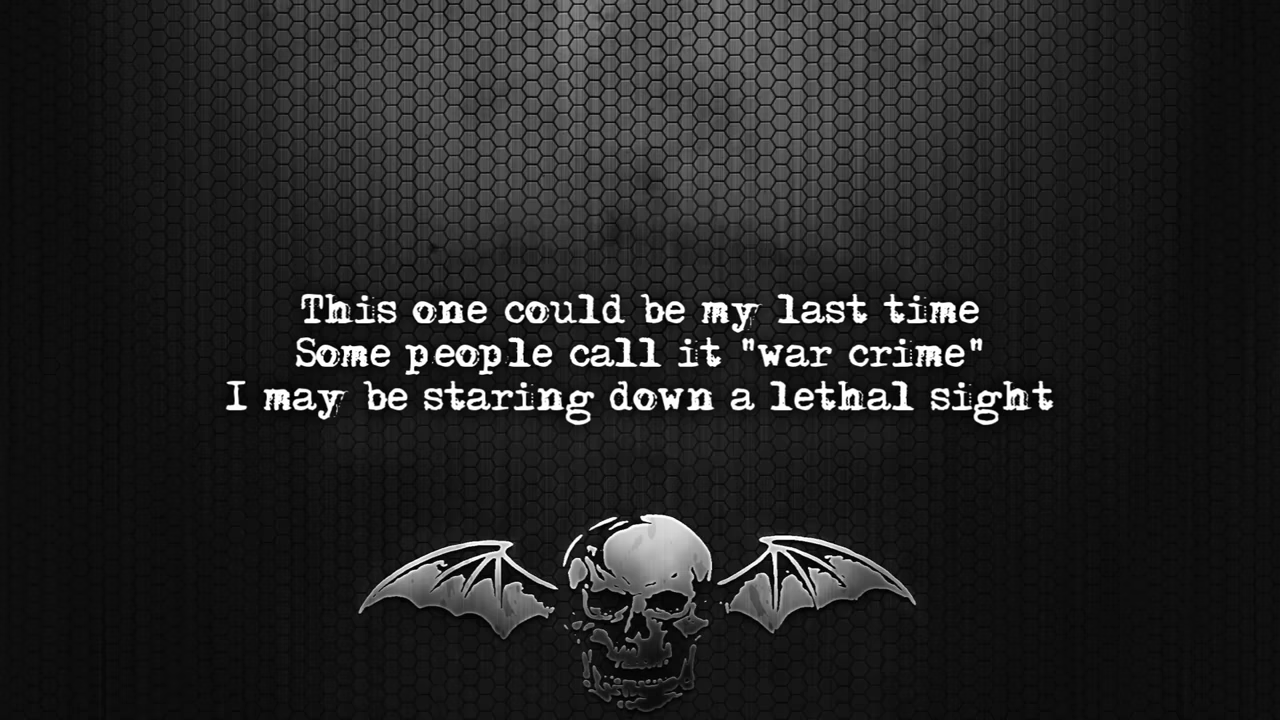 This one could be my last time
Some people call it "war crime"
I may be staring down a lethal sight